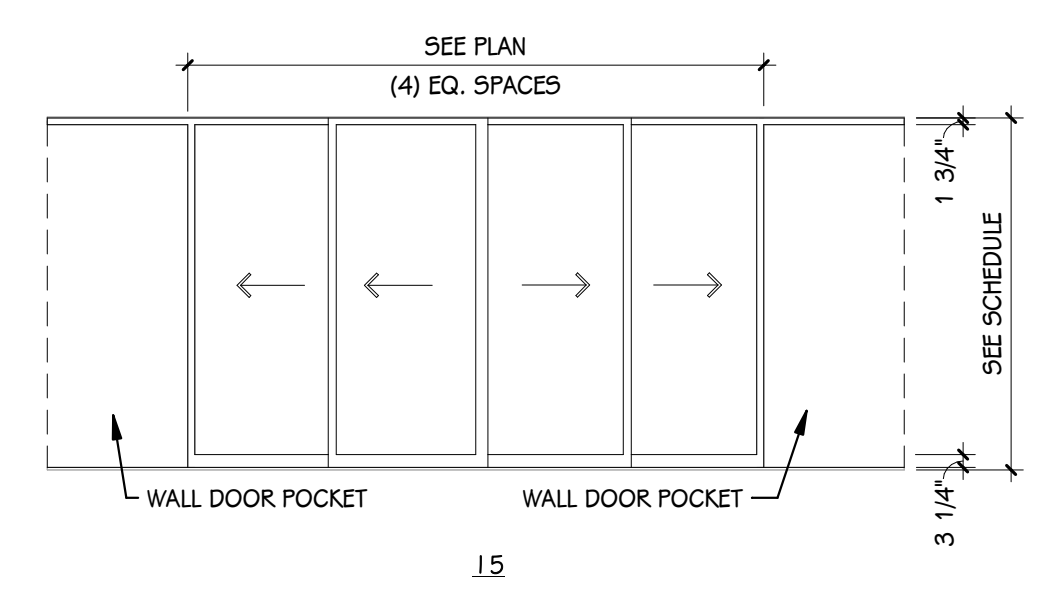 SEE PLAN
(4) EQ. SPACES
1 3/4"
SEE SCHEDULE
WALL DOOR POCKET
WALL DOOR POCKET
3 1/4"
15